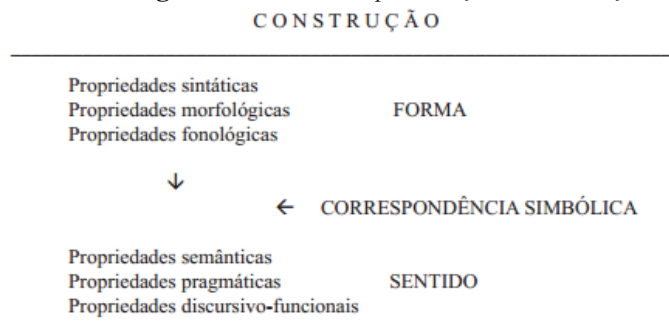 C O N S T R U Ç Ã O
Propriedades sintáticas
Propriedades morfológicas FORMA
Propriedades fonológicas
↓
← CORRESPONDÊNCIA SIMBÓLICA
Propriedades semânticas
Propriedades pragmáticas SENTIDO
Propriedades discursivo-funcionais